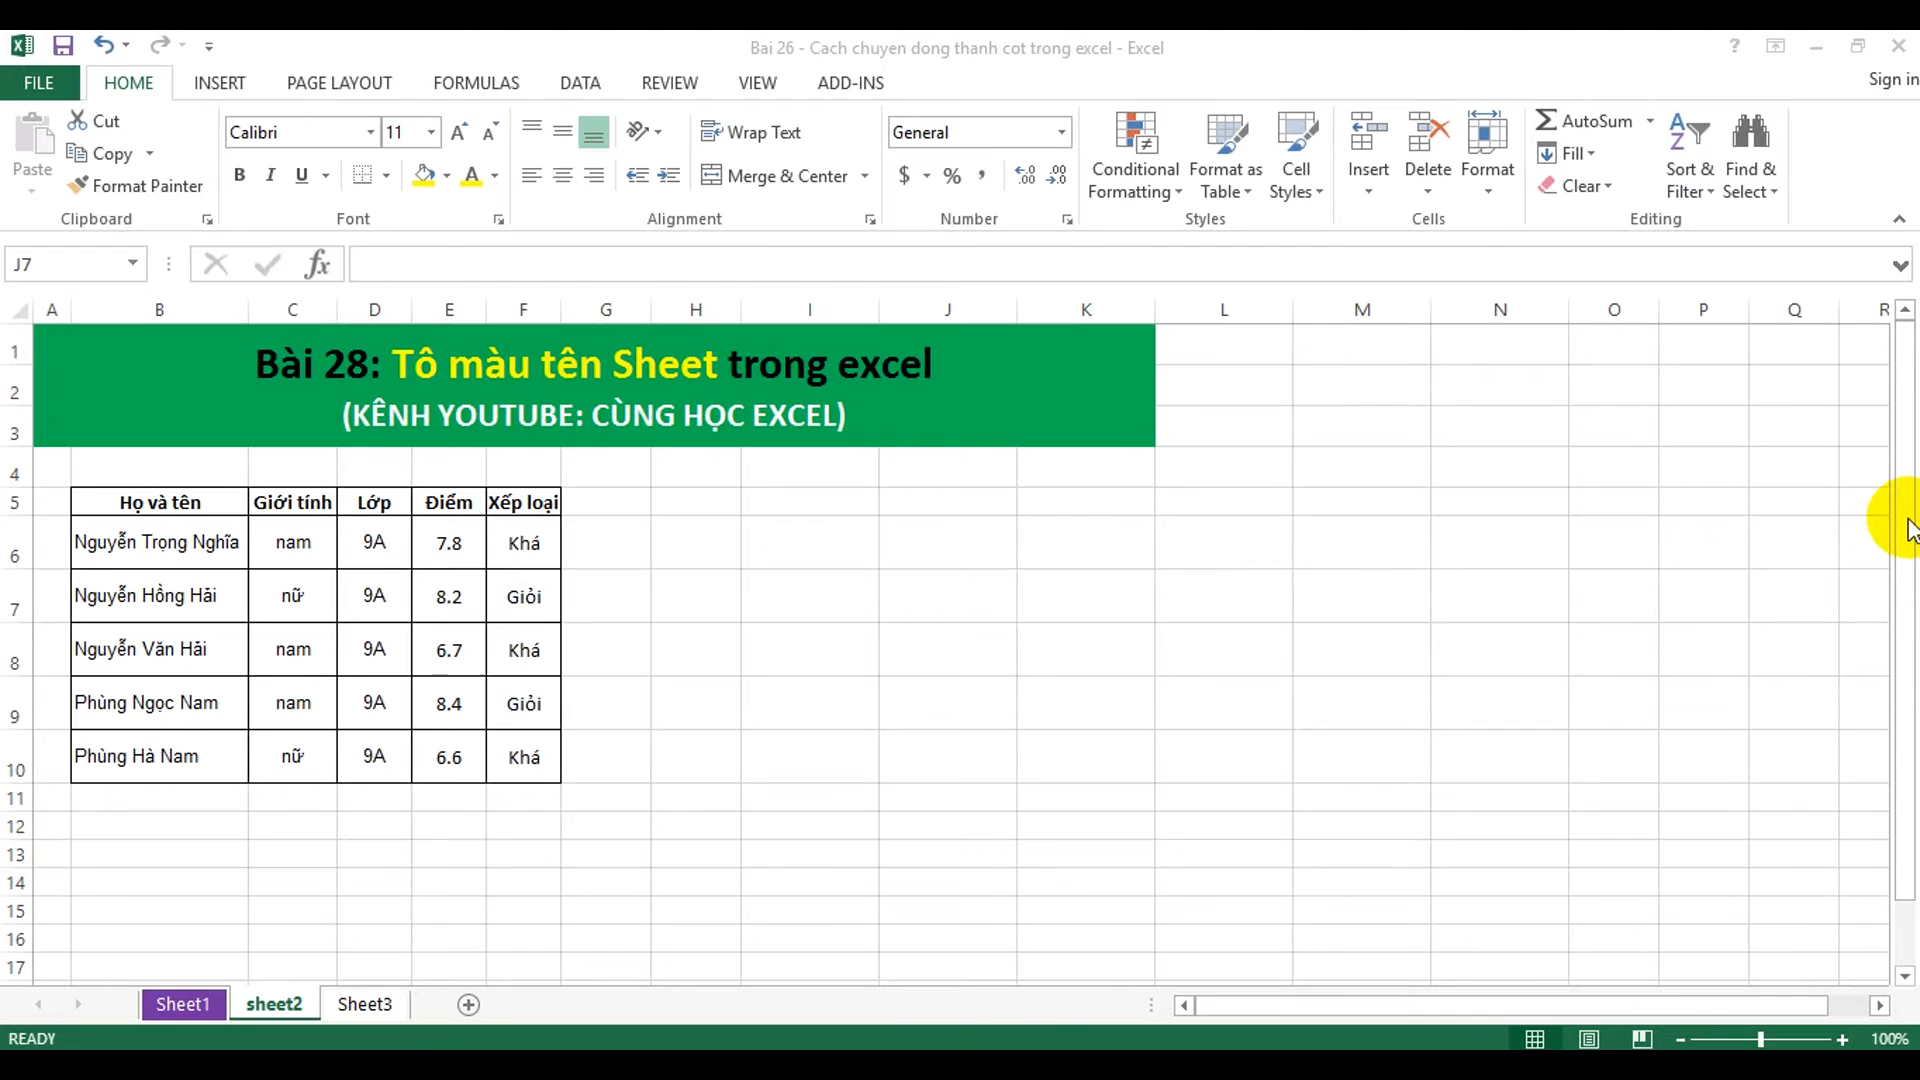 Bai 26 - Cach chuyen dong thanh cot trong excel - Excel
Sign in
FILE HOME INSERT PAGE LAYOUT FORMULAS DATA REVIEW VIEW ADD-INS
Paste
Cut
Copy
Format Painter
Clipboard
Calibri 11
B I U
Font
Wrap Text
Merge & Center
Alignment
General
$ % ,
Number
Conditional Formatting
Format as Table
Cell Styles
Styles
Insert Delete Format
Cells
AutoSum
Fill
Clear
Sort & Filter
Find & Select
Editing
J7
fx
A B C D E F G H I J K L M N O P Q R
1
Bài 28: Tô màu tên Sheet trong excel
2
(KÊNH YOUTUBE: CÙNG HỌC EXCEL)
3
4
5 Họ và tên Giới tính Lớp Điểm Xếp loại
6 Nguyễn Trọng Nghĩa nam 9A 7.8 Khá
7 Nguyễn Hồng Hải nữ 9A 8.2 Giỏi
8 Nguyễn Văn Hải nam 9A 6.7 Khá
9 Phùng Ngọc Nam nam 9A 8.4 Giỏi
10 Phùng Hà Nam nữ 9A 6.6 Khá
11
12
13
14
15
16
17
Sheet1 sheet2 Sheet3
READY
100%